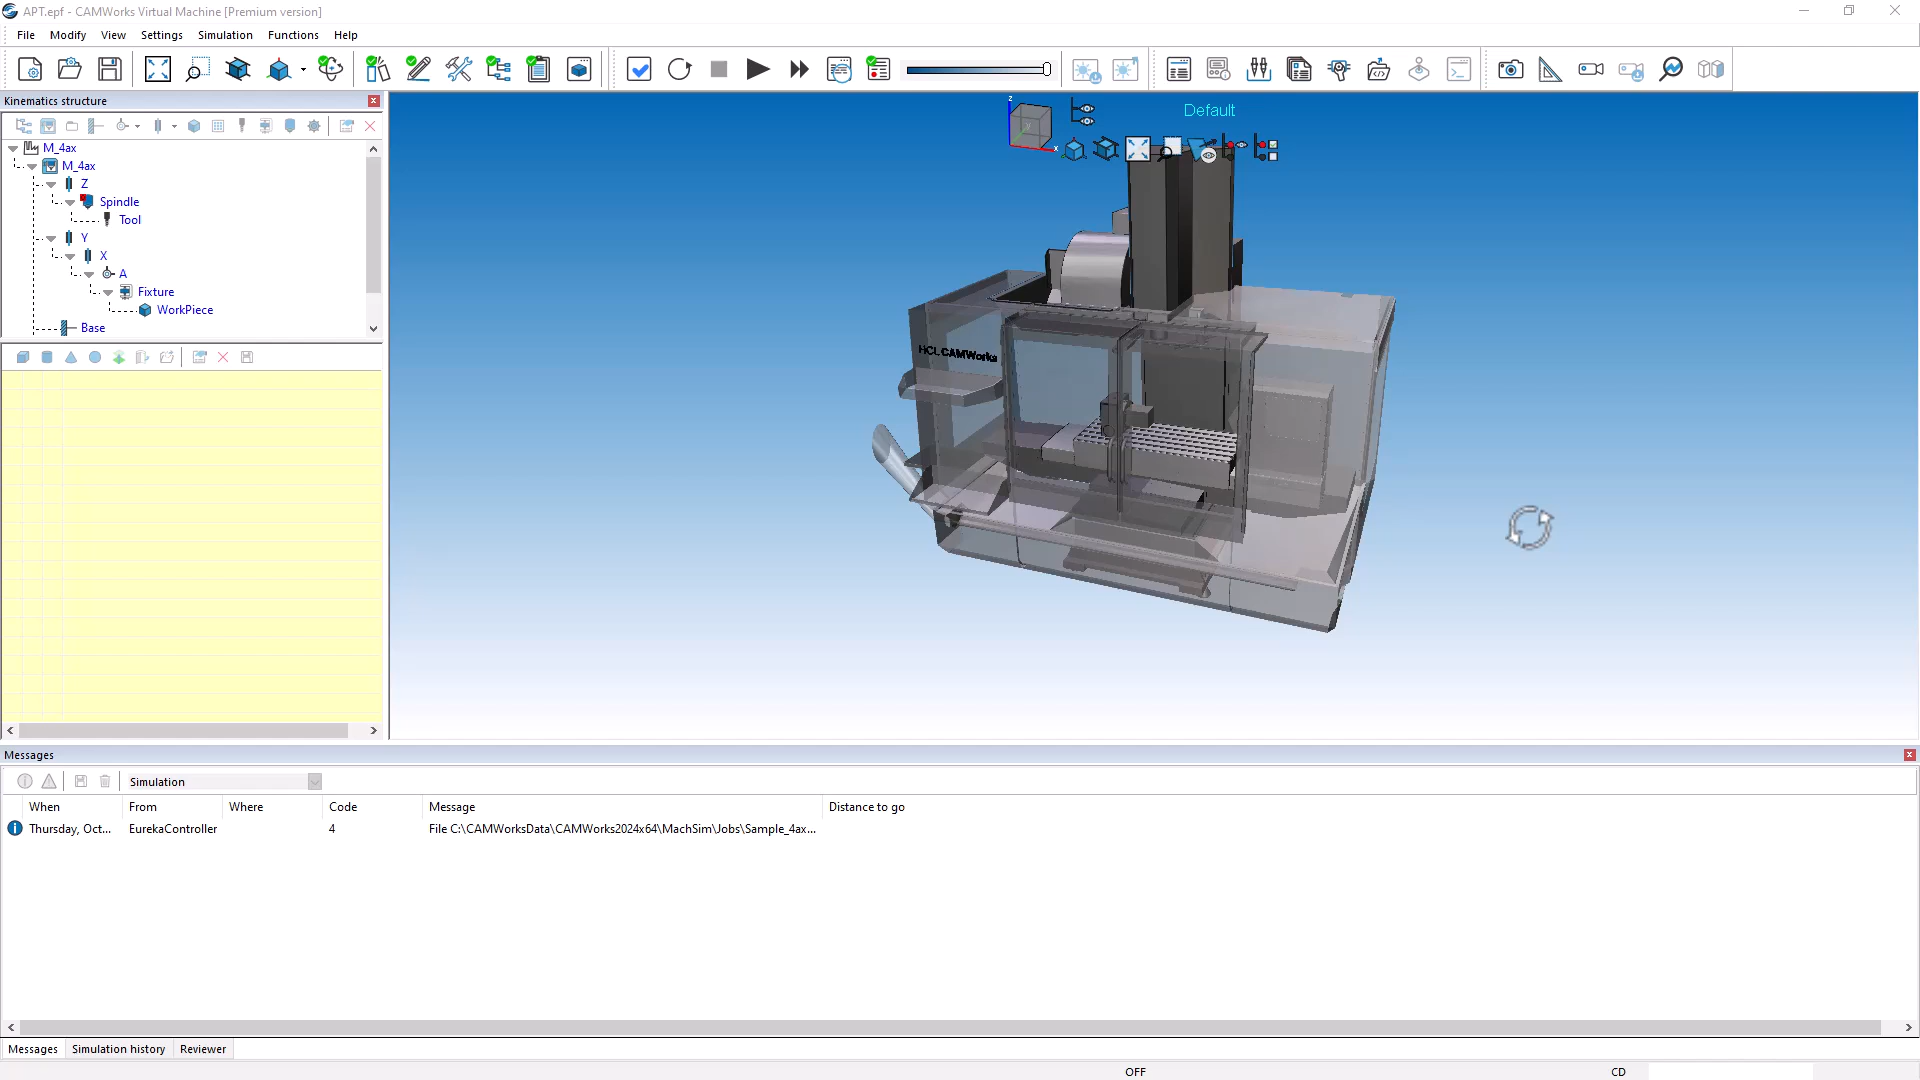 APT.epf - CAMWorks Virtual Machine [Premium version]
File Modify View Settings Simulation Functions Help
Kinematics structure
M_4ax
M_4ax
Z
Spindle
Tool
Y
X
A
Fixture
WorkPiece
Base
Default
z
Y
x
HCL CAMWorks
Messages
Simulation
When From Where Code Message Distance to go
Thursday, Oct... EurekaController 4 File C:\CAMWorksData\CAMWorks2024x64\MachSim\Jobs\Sample_4ax...
Messages Simulation history Reviewer
OFF CD